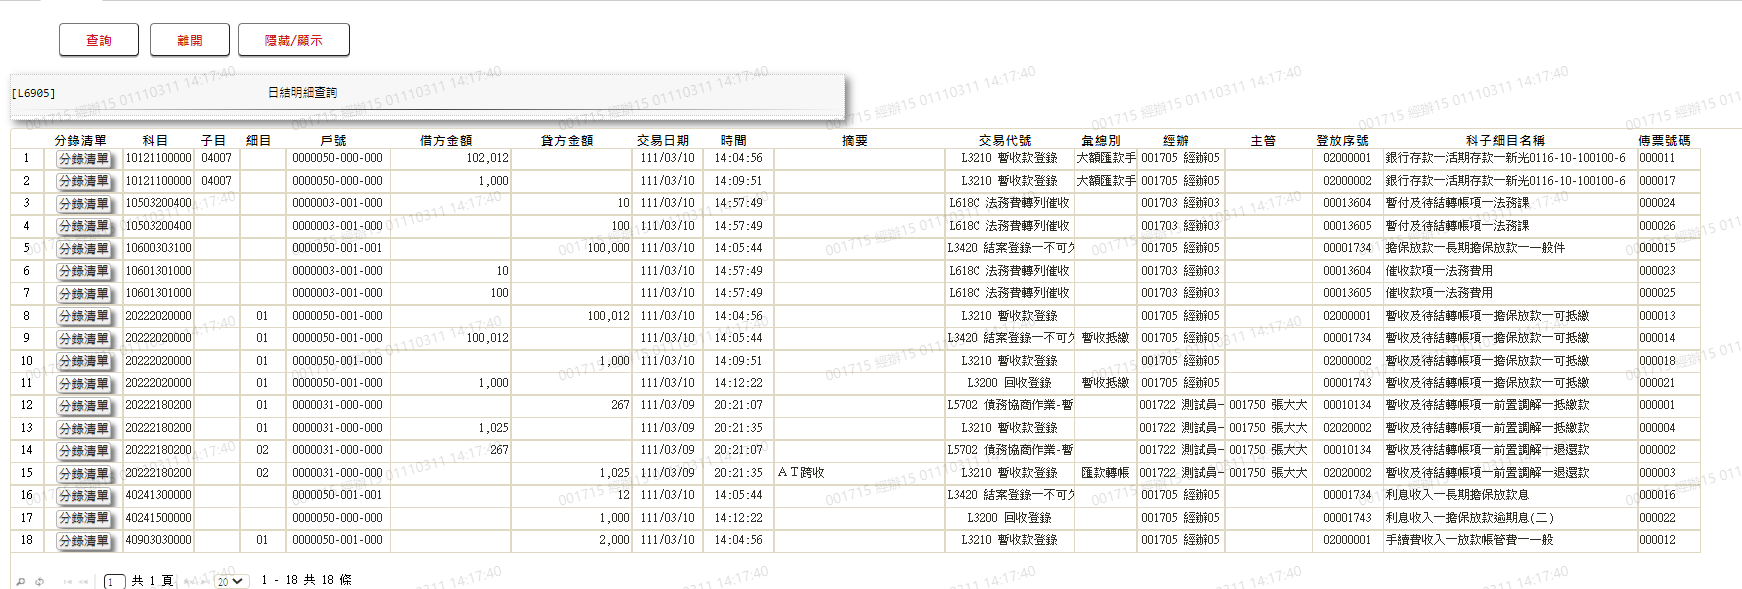 查詢 離開 隱藏/顯示
[L6905] 日結明細查詢
分錄清單 科目 子目 細目 戶號 借方金額 貸方金額 交易日期 時間 摘要 交易代號 彙總別 經辦 主管 登放序號 科子細目名稱 傳票號碼
1 分錄清單 10121100000 04007 0000050-000-000 102,012 111/03/10 14:04:56 L3210 暫收款登錄 大額匯款手 001705 經辦05 02000001 銀行存款—活期存款—新光0116-10-100100-6 000011
2 分錄清單 10121100000 04007 0000050-000-000 1,000 111/03/10 14:09:51 L3210 暫收款登錄 大額匯款手 001705 經辦05 02000002 銀行存款—活期存款—新光0116-10-100100-6 000017
3 分錄清單 10503200400 0000003-001-000 10 111/03/10 14:57:49 L618C 法務費轉列催收 001703 經辦03 00013604 暫付及待結轉帳項—法務課 000024
4 分錄清單 10503200400 0000003-001-000 100 111/03/10 14:57:49 L618C 法務費轉列催收 001703 經辦03 00013605 暫付及待結轉帳項—法務課 000026
5 分錄清單 10600303100 0000050-001-001 100,000 111/03/10 14:05:44 L3420 結案登錄—不可欠 001705 經辦05 00001734 擔保放款—長期擔保放款—一般件 000015
6 分錄清單 10601301000 0000003-001-000 10 111/03/10 14:57:49 L618C 法務費轉列催收 001703 經辦03 00013604 催收款項—法務費用 000023
7 分錄清單 10601301000 0000003-001-000 100 111/03/10 14:57:49 L618C 法務費轉列催收 001703 經辦03 00013605 催收款項—法務費用 000025
8 分錄清單 20222020000 01 0000050-000-000 100,012 111/03/10 14:04:56 L3210 暫收款登錄 001705 經辦05 02000001 暫收及待結轉帳項—擔保放款—可抵繳 000013
9 分錄清單 20222020000 01 0000050-001-000 100,012 111/03/10 14:05:44 L3420 結案登錄—不可欠 暫收抵繳 001705 經辦05 00001734 暫收及待結轉帳項—擔保放款—可抵繳 000014
10 分錄清單 20222020000 01 0000050-001-000 1,000 111/03/10 14:09:51 L3210 暫收款登錄 001705 經辦05 02000002 暫收及待結轉帳項—擔保放款—可抵繳 000018
11 分錄清單 20222020000 01 0000050-001-000 1,000 111/03/10 14:12:22 L3200 回收登錄 暫收抵繳 001705 經辦05 00001743 暫收及待結轉帳項—擔保放款—可抵繳 000021
12 分錄清單 20222180200 01 0000031-000-000 267 111/03/09 20:21:07 L5702 債務協商作業-暫 001722 測試員一 001750 張大大 00010134 暫收及待結轉帳項—前置調解—抵繳款 000001
13 分錄清單 20222180200 01 0000031-000-000 1,025 111/03/09 20:21:35 L3210 暫收款登錄 001722 測試員一 001750 張大大 02020002 暫收及待結轉帳項—前置調解—抵繳款 000004
14 分錄清單 20222180200 02 0000031-000-000 267 111/03/09 20:21:07 L5702 債務協商作業-暫 001722 測試員一 001750 張大大 00010134 暫收及待結轉帳項—前置調解—退還款 000002
15 分錄清單 20222180200 02 0000031-000-000 1,025 111/03/09 20:21:35 ＡＴ跨收 L3210 暫收款登錄 匯款轉帳 001722 測試員一 001750 張大大 02020002 暫收及待結轉帳項—前置調解—退還款 000003
16 分錄清單 40241300000 0000050-001-001 12 111/03/10 14:05:44 L3420 結案登錄—不可欠 001705 經辦05 00001734 利息收入—長期擔保放款息 000016
17 分錄清單 40241500000 0000050-000-000 1,000 111/03/10 14:12:22 L3200 回收登錄 001705 經辦05 00001743 利息收入—擔保放款逾期息(二) 000022
18 分錄清單 40903030000 01 0000050-001-000 2,000 111/03/10 14:04:56 L3210 暫收款登錄 001705 經辦05 02000001 手續費收入—放款帳管費—一般 000012
1 共 1 頁 20 1 - 18 共 18 條
001715 經辦15 01110311 14:17:40